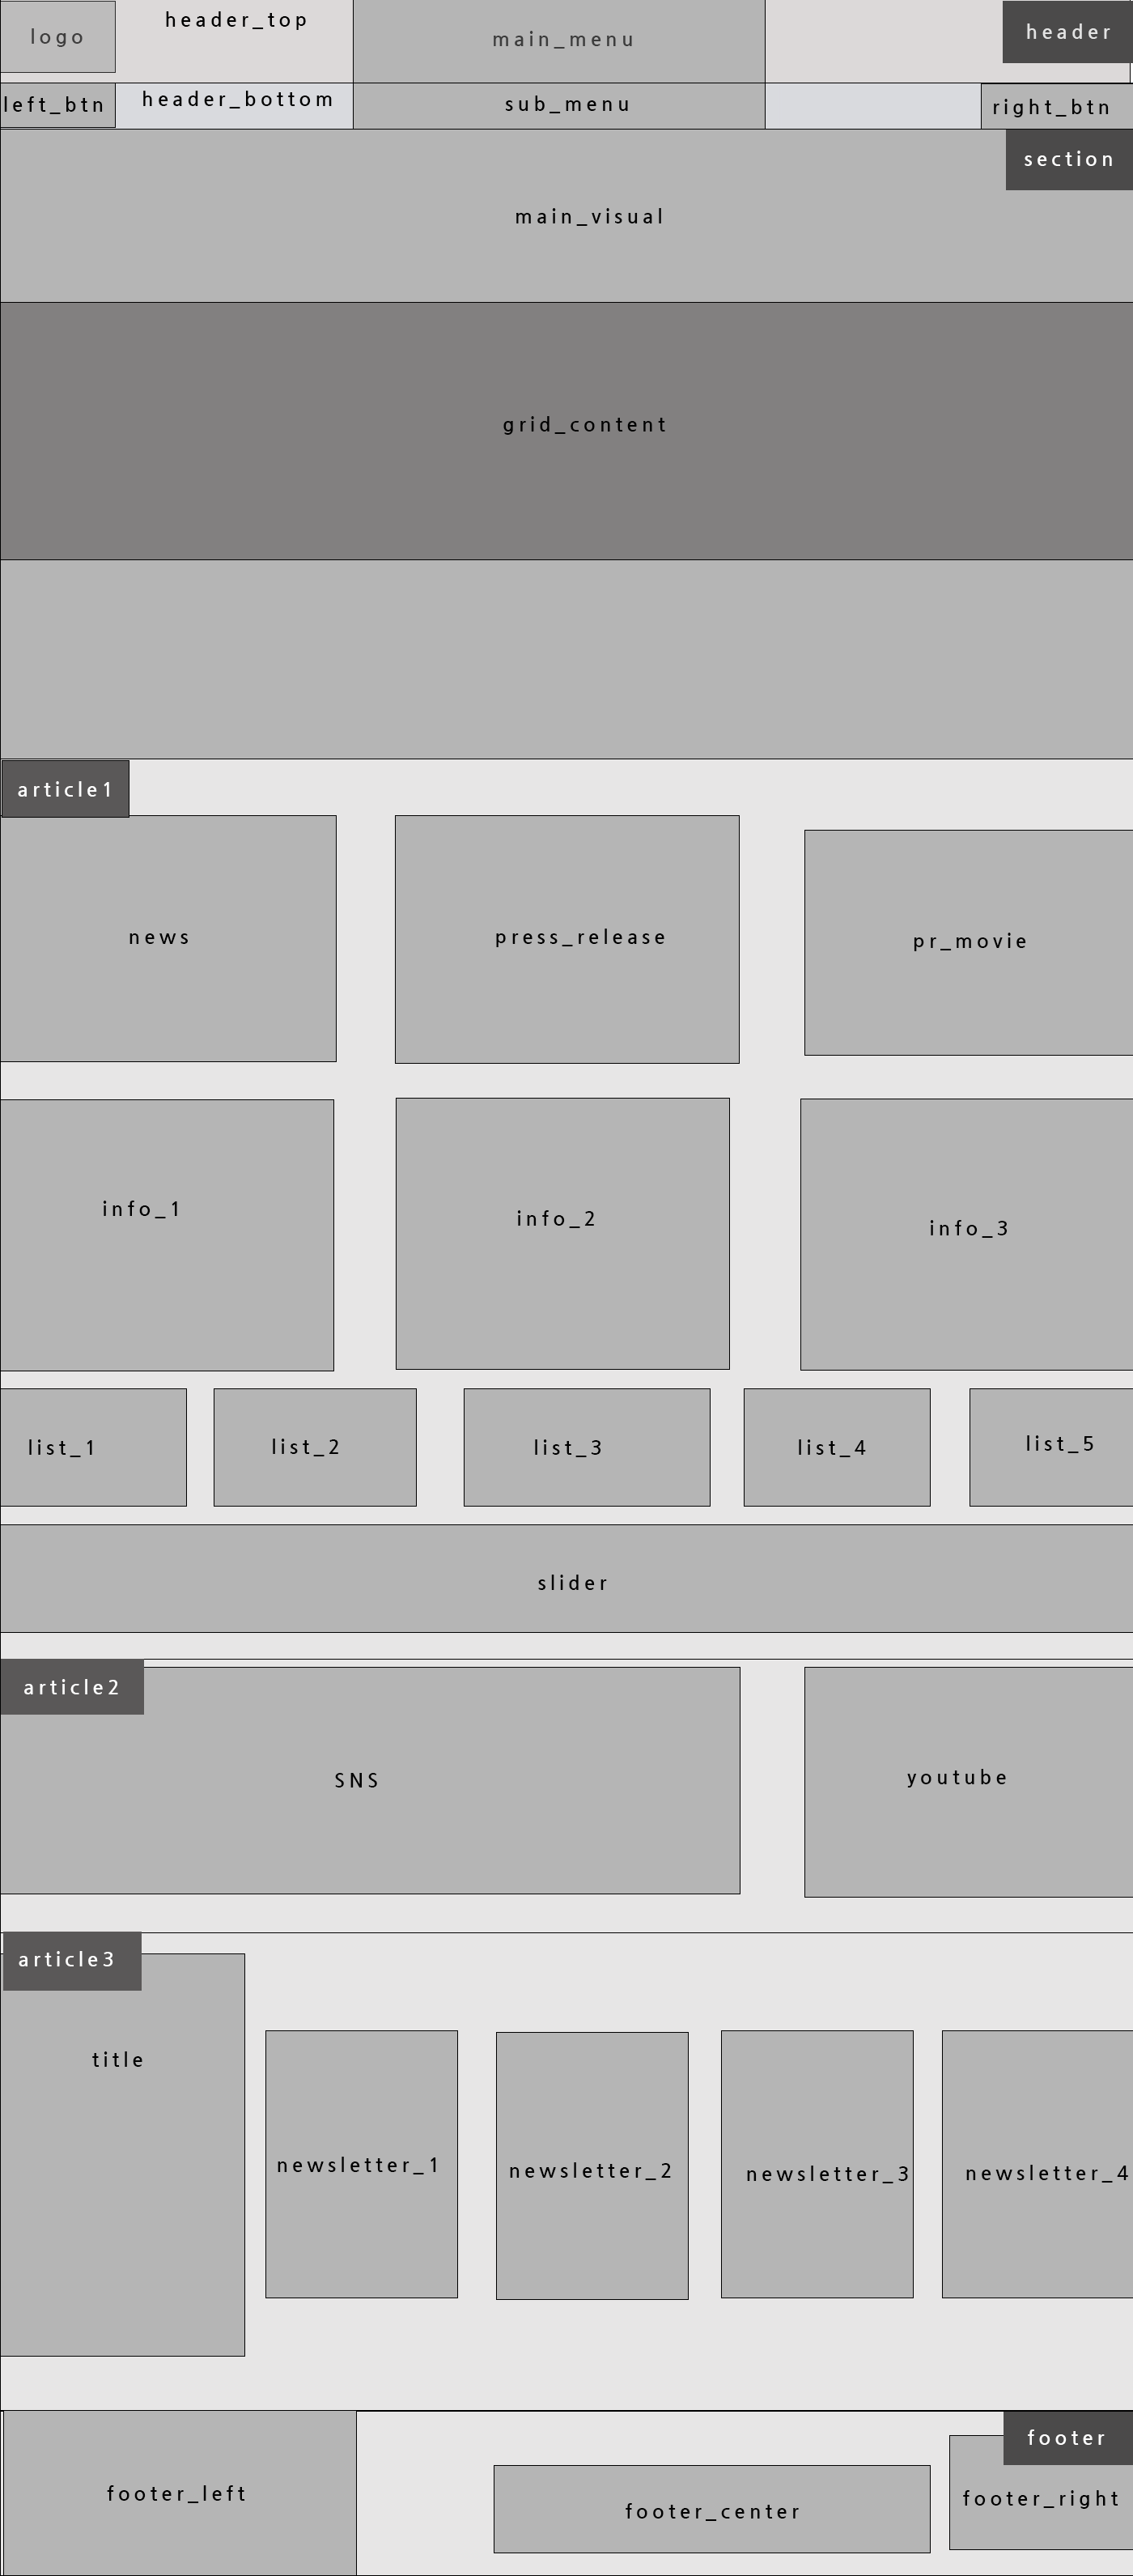 logo
header_top
main_menu
header
left_btn
header_bottom
sub_menu
right_btn
section
main_visual
grid_content
article1
news
press_release
pr_movie
info_1
info_2
info_3
list_1
list_2
list_3
list_4
list_5
slider
article2
SNS
youtube
article3
title
newsletter_1
newsletter_2
newsletter_3
newsletter_4
footer
footer_left
footer_center
footer_right